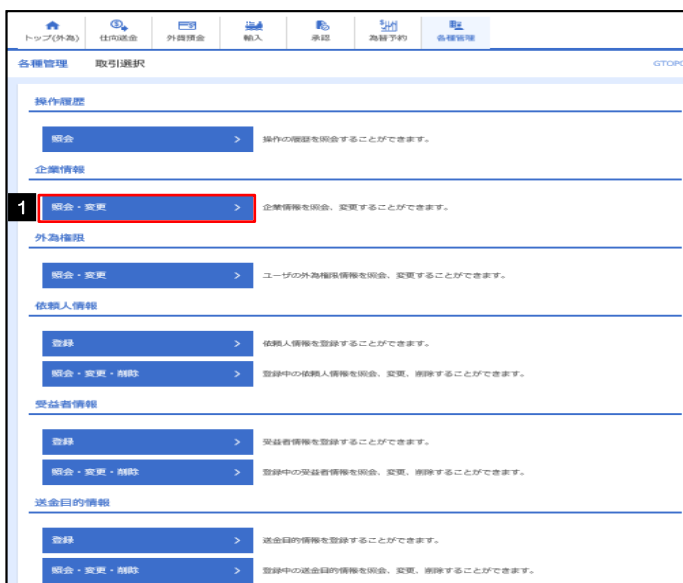 トップ(外為) 仕向送金 外貨預金 輸入 承認 為替予約 各種管理
各種管理 取引選択 GTOPC
操作履歴
照会 > 操作の履歴を照会することができます。
企業情報
1 照会・変更 > 企業情報を照会、変更することができます。
外為権限
照会・変更 > ユーザの外為権限情報を照会、変更することができます。
依頼人情報
登録 > 依頼人情報を登録することができます。
照会・変更・削除 > 登録中の依頼人情報を照会、変更、削除することができます。
受益者情報
登録 > 受益者情報を登録することができます。
照会・変更・削除 > 登録中の受益者情報を照会、変更、削除することができます。
送金目的情報
登録 > 送金目的情報を登録することができます。
照会・変更・削除 > 登録中の送金目的情報を照会、変更、削除することができます。